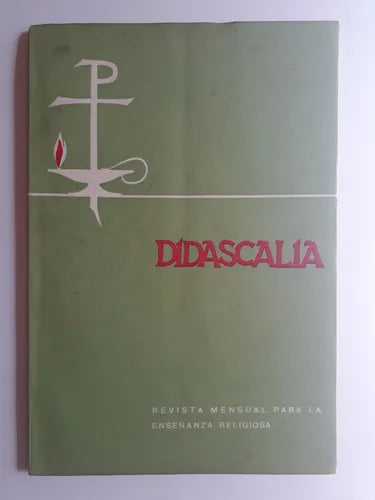 DIDASCALIA
REVISTA MENSUAL PARA LA
ENSEÑANZA RELIGIOSA